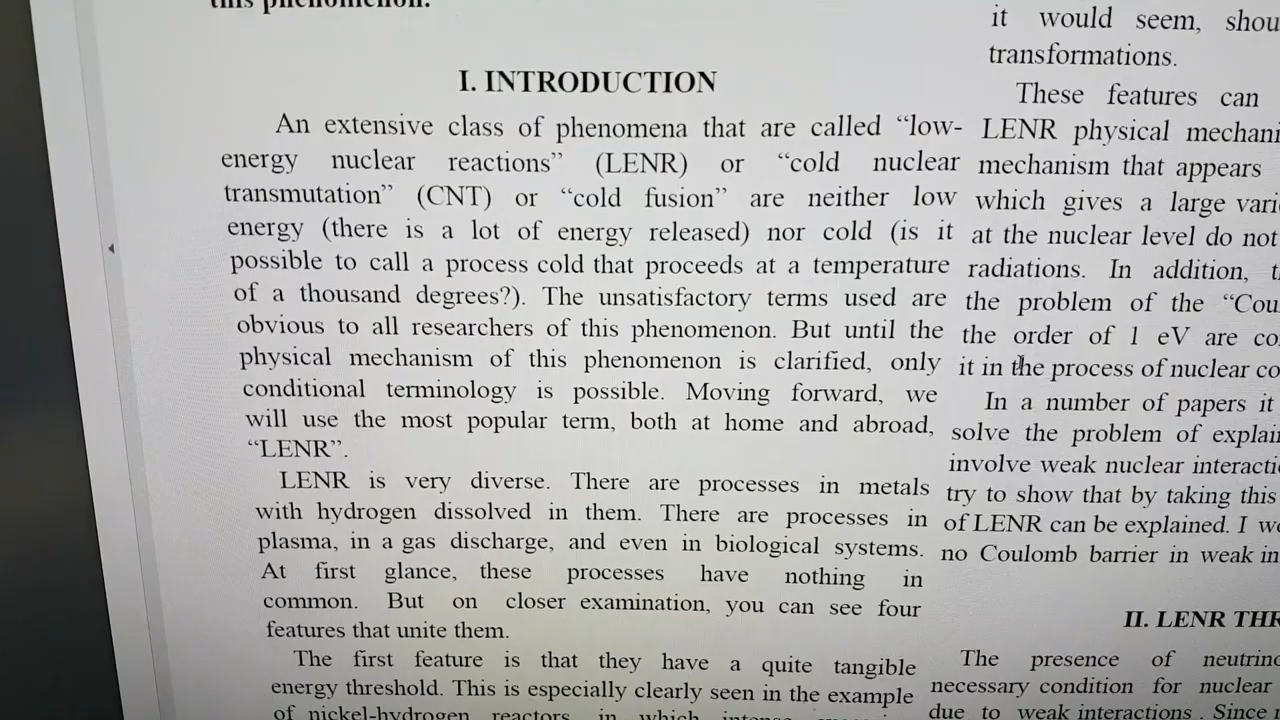 this phenomenon.
I. INTRODUCTION
An extensive class of phenomena that are called “low-
energy nuclear reactions” (LENR) or “cold nuclear
transmutation” (CNT) or “cold fusion” are neither low
energy (there is a lot of energy released) nor cold (is it
possible to call a process cold that proceeds at a temperature
of a thousand degrees?). The unsatisfactory terms used are
obvious to all researchers of this phenomenon. But until the
physical mechanism of this phenomenon is clarified, only
conditional terminology is possible. Moving forward, we
will use the most popular term, both at home and abroad,
“LENR”.
LENR is very diverse. There are processes in metals
with hydrogen dissolved in them. There are processes in
plasma, in a gas discharge, and even in biological systems.
At first glance, these processes have nothing in
common. But on closer examination, you can see four
features that unite them.
The first feature is that they have a quite tangible
energy threshold. This is especially clearly seen in the example
of nickel-hydrogen reactors, in which
it would seem,
transformations.
These features can
LENR physical
mechanism that appears
which gives a large
at the nuclear level do not
radiations. In addition,
the problem of the
the order of 1 eV are
it in the process of nuclear
In a number of papers it
solve the problem of
involve weak nuclear
try to show that by taking this
of LENR can be explained. I
no Coulomb barrier in weak
II. LENR
The presence of
necessary condition for nuclear
due to weak interactions. Since